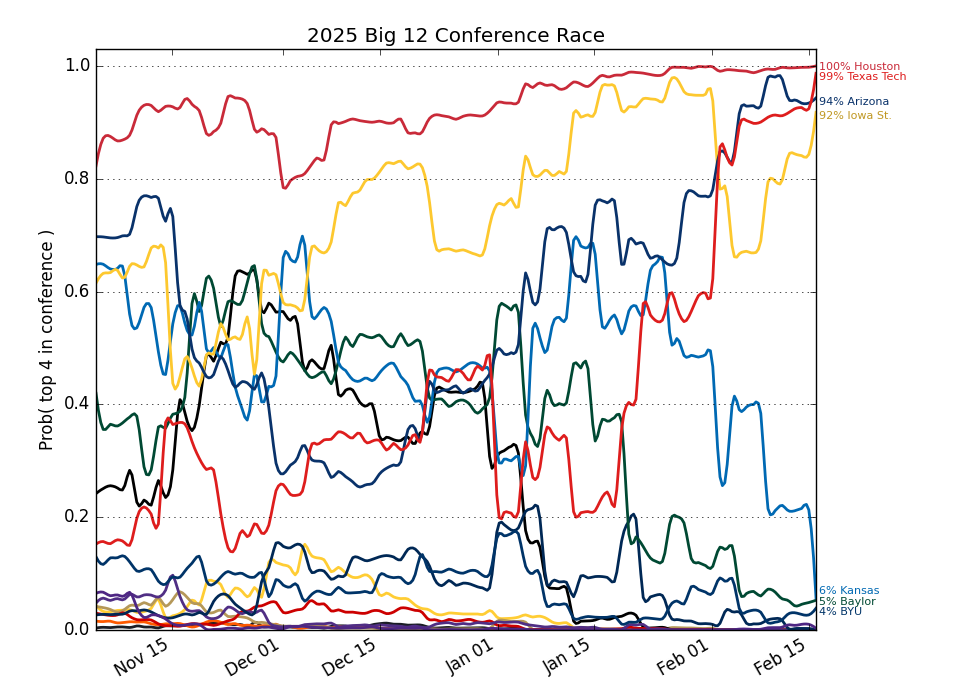 2025 Big 12 Conference Race
Prob( top 4 in conference )
1.0
0.8
0.6
0.4
0.2
0.0
100% Houston
99% Texas Tech
94% Arizona
92% Iowa St.
6% Kansas
5% Baylor
4% BYU
Nov 15
Dec 01
Dec 15
Jan 01
Jan 15
Feb 01
Feb 15